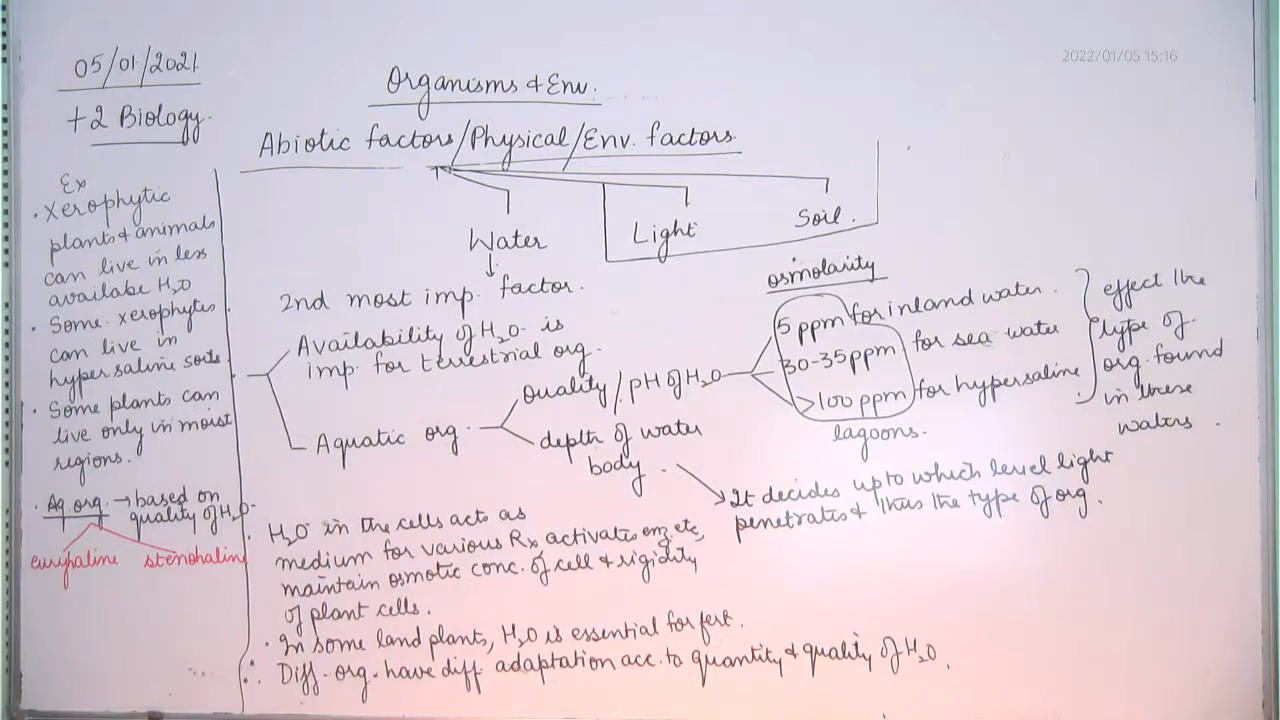 05/01/2021
2022/01/05 15:16
+2 Biology.
Organisms & Env.
Abiotic factors/Physical/Env. factors.
Water
Light
Soil.
2nd most imp. factor.
Availability of H2O is
imp. for terrestrial org.
Aquatic org.
Quality/pH of H2O
depth of water
body.
osmolarity
5 ppm for inland water.
30-35ppm for sea water
>100 ppm for hypersaline
lagoons.
effect the
type of
org. found
in these
waters.
It decides upto which level light
penetrates & thus the type of org.
Ex
• Xerophytic
plants & animals
can live in less
availabe H2O
• Some xerophytes
can live in
hypersaline soils.
• Some plants can
live only in moist
regions.
• Aq. org. → based on
quality of H2O
euryhaline
stenohaline
• H2O in the cells acts as
medium for various Rx activates enz. etc,
maintain osmotic conc. of cell & rigidity
of plant cells.
• In some land plants, H2O is essential for fert.
∴ Diff. org. have diff. adaptation acc. to quantity & quality of H2O.